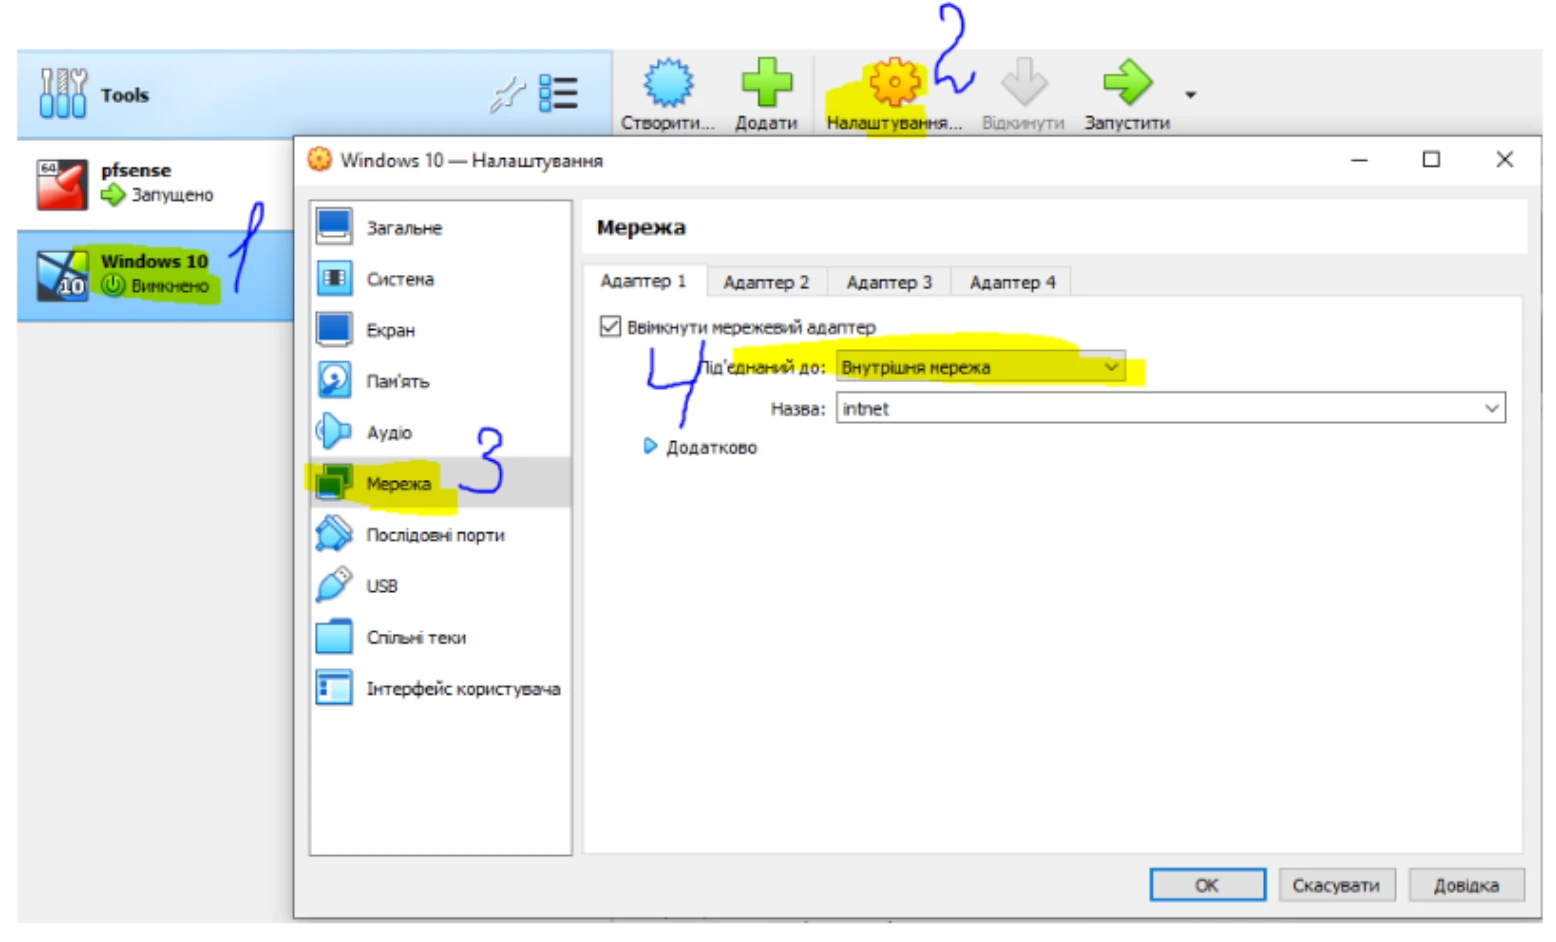 2
Tools
Створити...
Додати
Налаштування...
Відкинути
Запустити
64
pfsense
Запущено
1
10
Windows 10
Вимкнено
Windows 10 — Налаштування
Загальне
Система
Екран
Пам'ять
Аудіо
3
Мережа
Послідовні порти
USB
Спільні теки
Інтерфейс користувача
Мережа
Адаптер 1
Адаптер 2
Адаптер 3
Адаптер 4
Ввімкнути мережевий адаптер
4
Під'єднаний до: Внутрішня мережа
Назва: intnet
Додатково
OK
Скасувати
Довідка